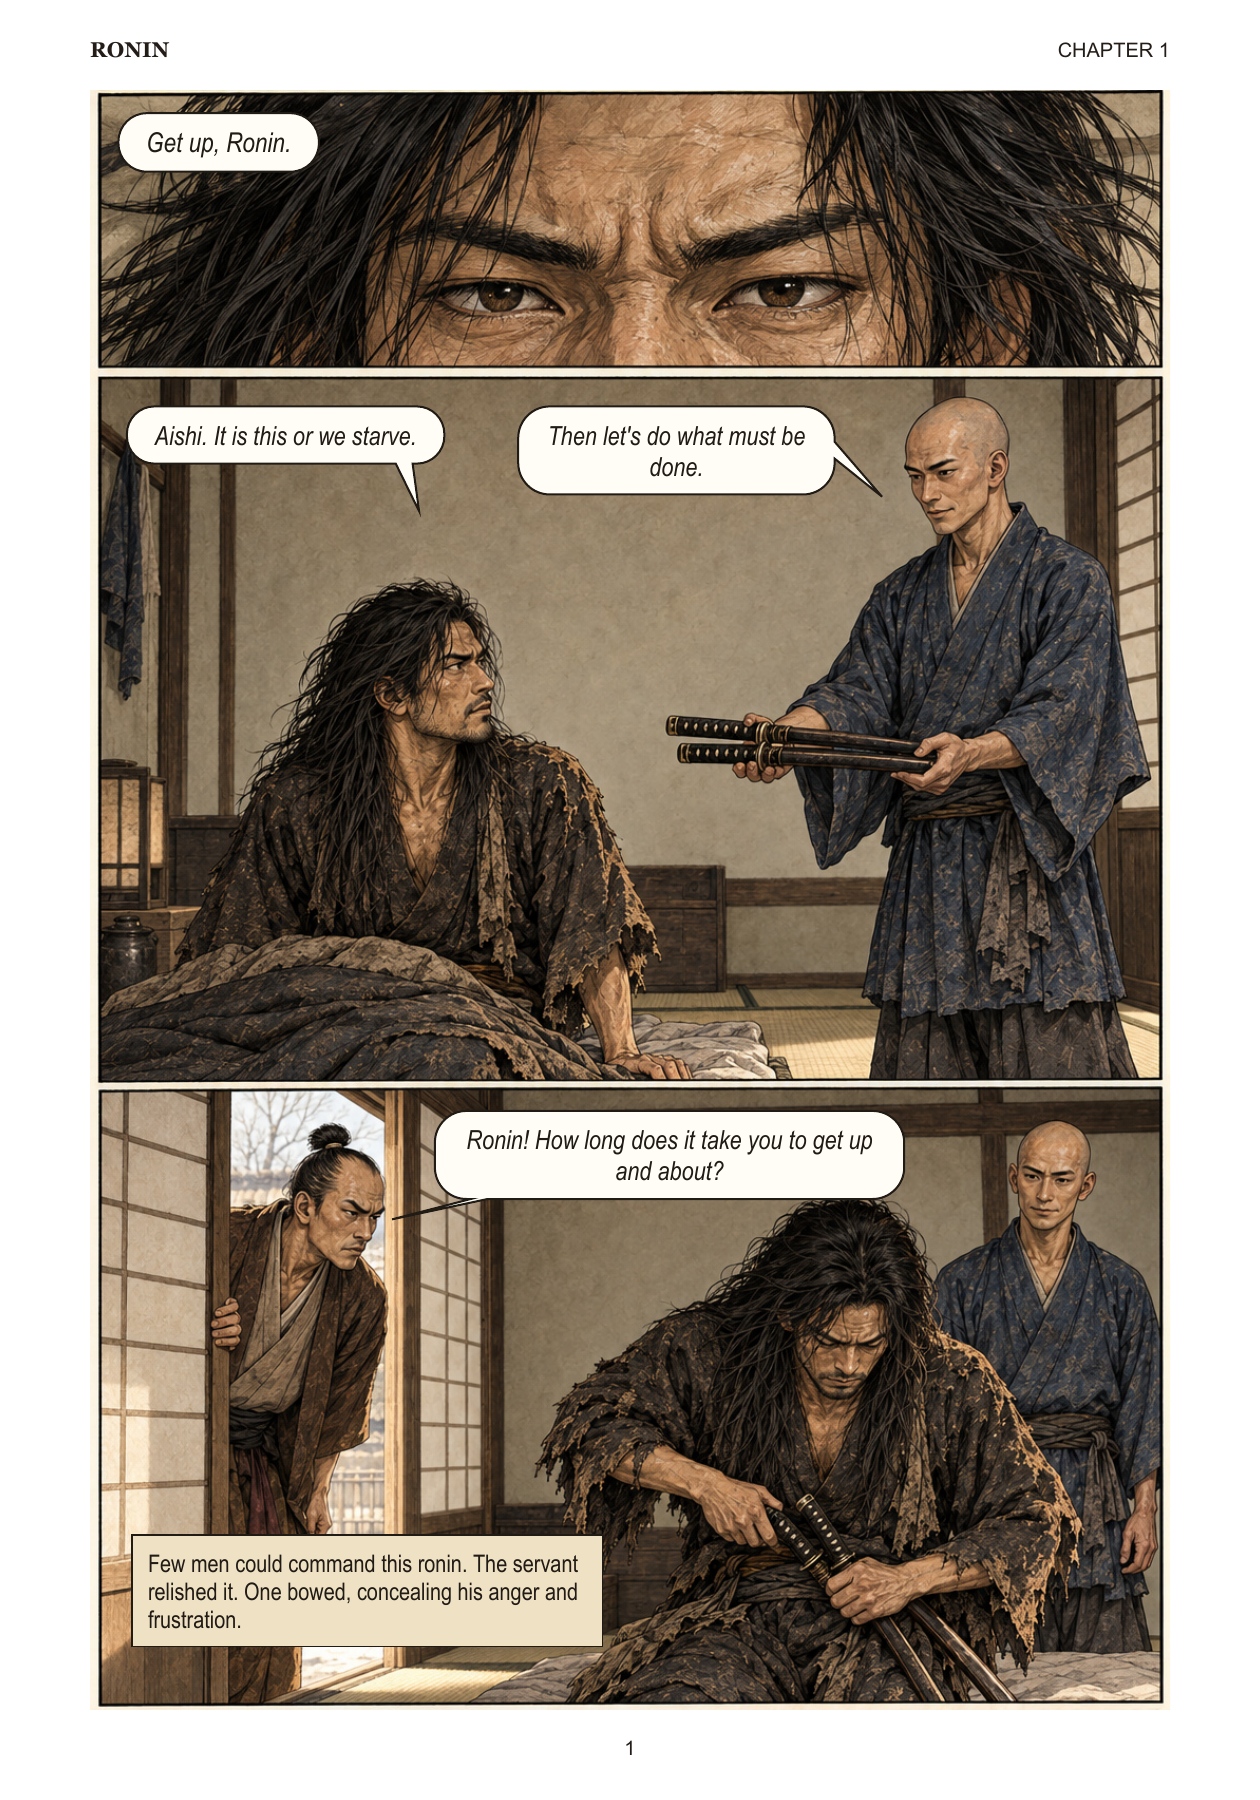 RONIN
CHAPTER 1
Get up, Ronin.
Aishi. It is this or we starve.
Then let's do what must be
done.
Ronin! How long does it take you to get up
and about?
Few men could command this ronin. The servant
relished it. One bowed, concealing his anger and
frustration.
1